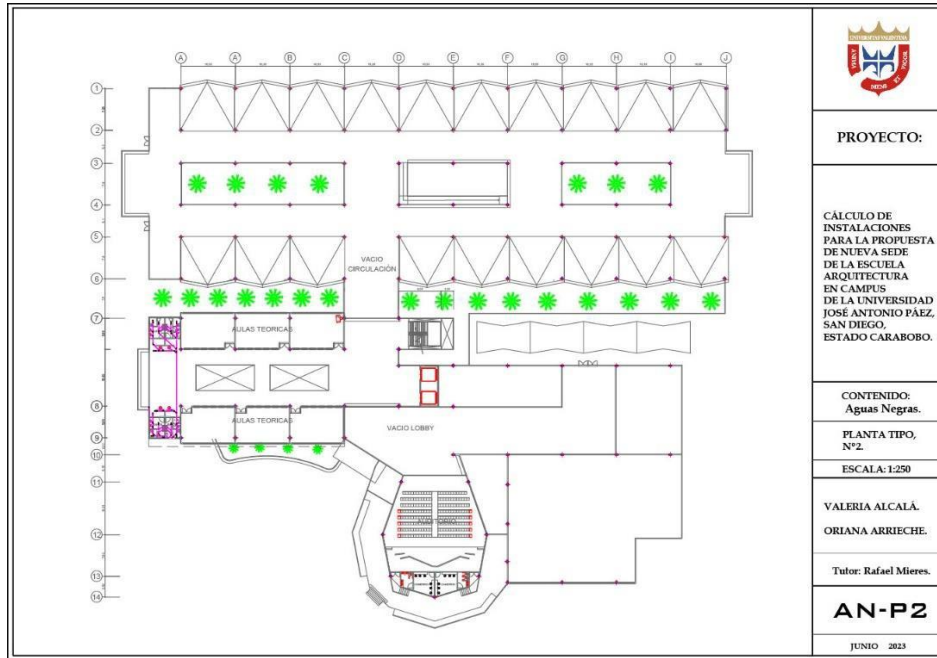 A A B C D E F G H I J
1
2
3
4
5
6
7
8
9
10
11
12
13
14
VACIO
CIRCULACIÓN
AULAS TEORICAS
AULAS TEORICAS
VACIO LOBBY
AUDITORIO
PROYECTO:
CÁLCULO DE
INSTALACIONES
PARA LA PROPUESTA
DE NUEVA SEDE
DE LA ESCUELA
ARQUITECTURA
EN CAMPUS
DE LA UNIVERSIDAD
JOSÉ ANTONIO PÁEZ,
SAN DIEGO,
ESTADO CARABOBO.
CONTENIDO:
Aguas Negras.
PLANTA TIPO,
Nº2.
ESCALA: 1:250
VALERIA ALCALÁ.
ORIANA ARRIECHE.
Tutor: Rafael Mieres.
AN-P2
JUNIO 2023